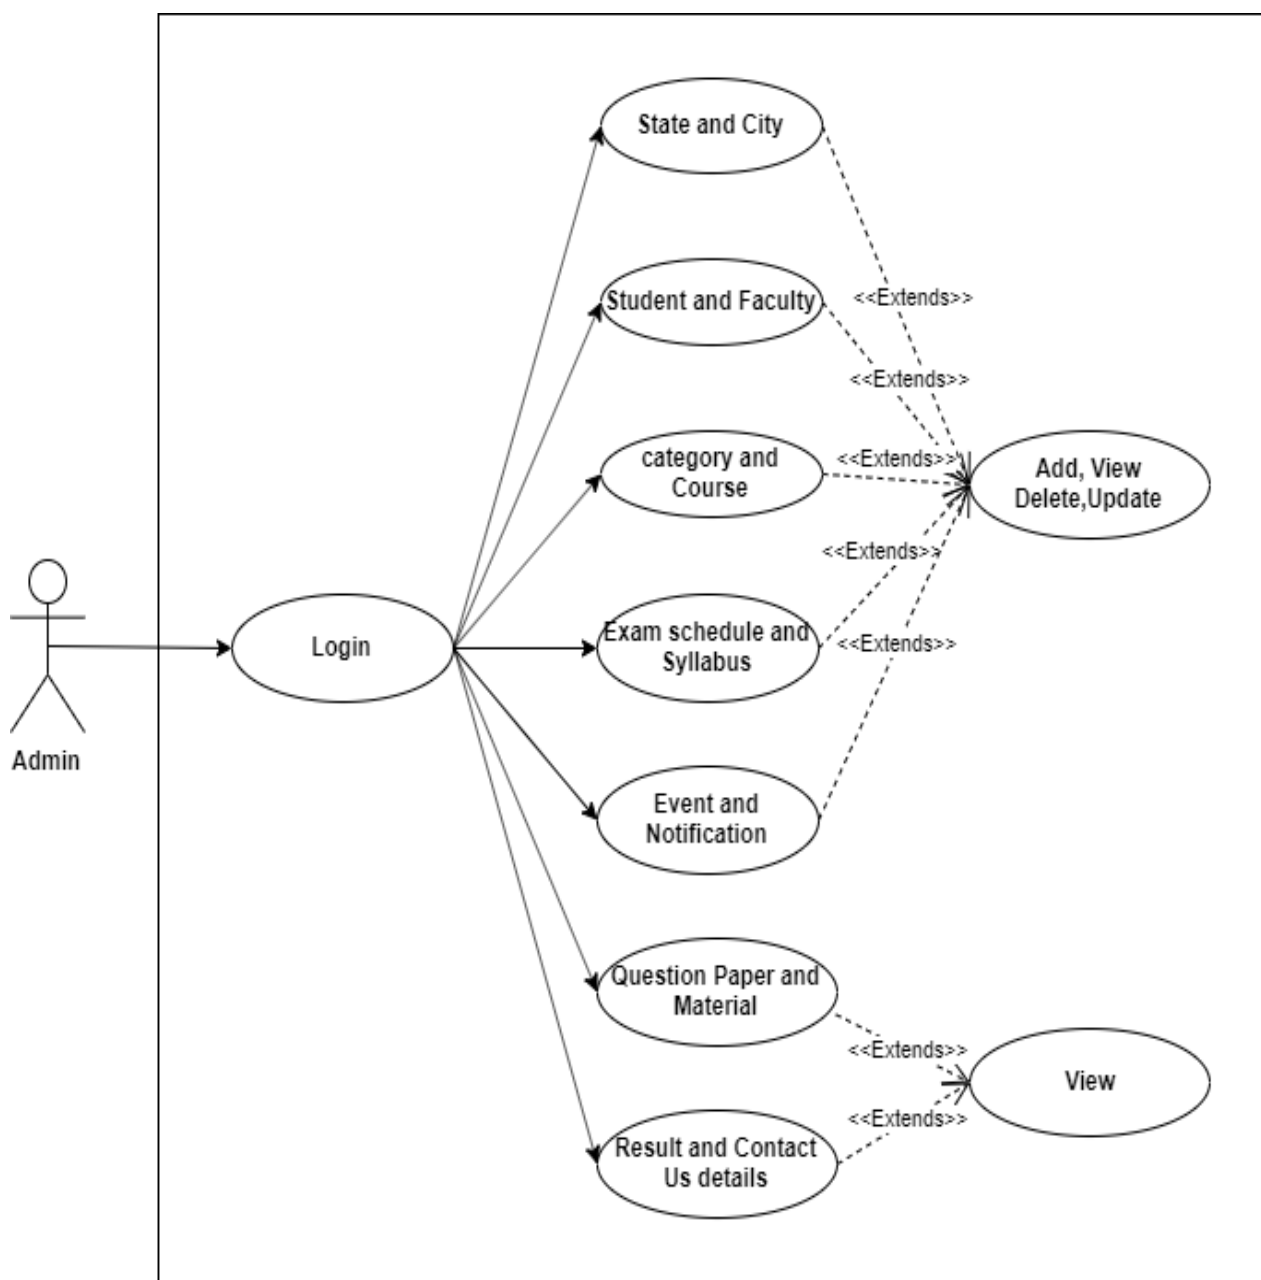 State and City
Student and Faculty
<<Extends>>
<<Extends>>
category and
Course
<<Extends>>
Add, View
Delete,Update
<<Extends>>
Exam schedule and
Syllabus
<<Extends>>
Login
Admin
Event and
Notification
Question Paper and
Material
<<Extends>>
View
<<Extends>>
Result and Contact
Us details